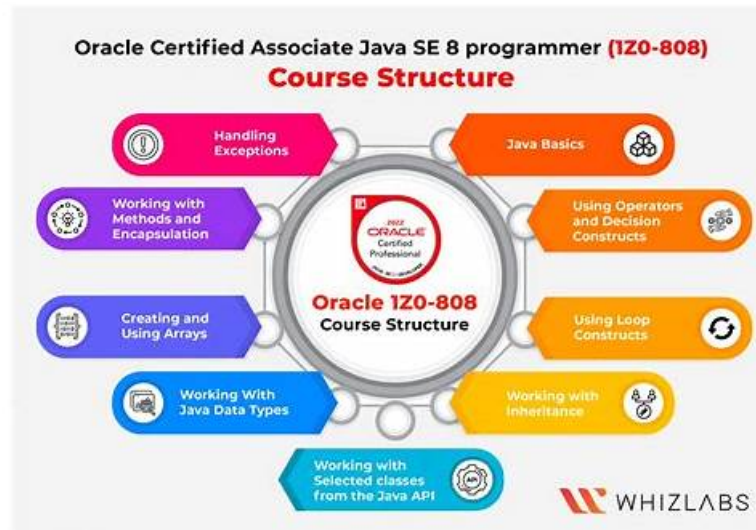 Oracle Certified Associate Java SE 8 programmer (1Z0-808)
Course Structure
Handling
Exceptions
Java Basics
Working with
Methods and
Encapsulation
Using Operators
and Decision
Constructs
2022
ORACLE
Certified
Professional
Oracle 1Z0-808
Course Structure
Creating and
Using Arrays
Using Loop
Constructs
Working With
Java Data Types
Working with
Inheritance
Working with
Selected classes
from the Java API
API
WHIZLABS